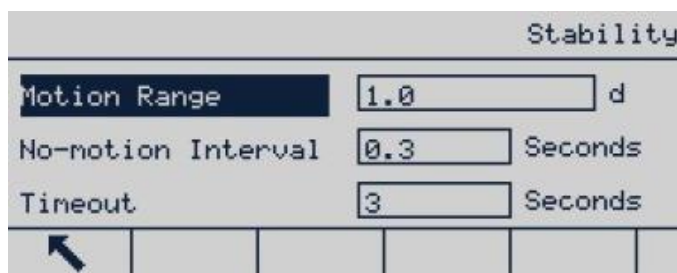 Stability
Motion Range 1.0 d
No-motion Interval 0.3 Seconds
Timeout 3 Seconds